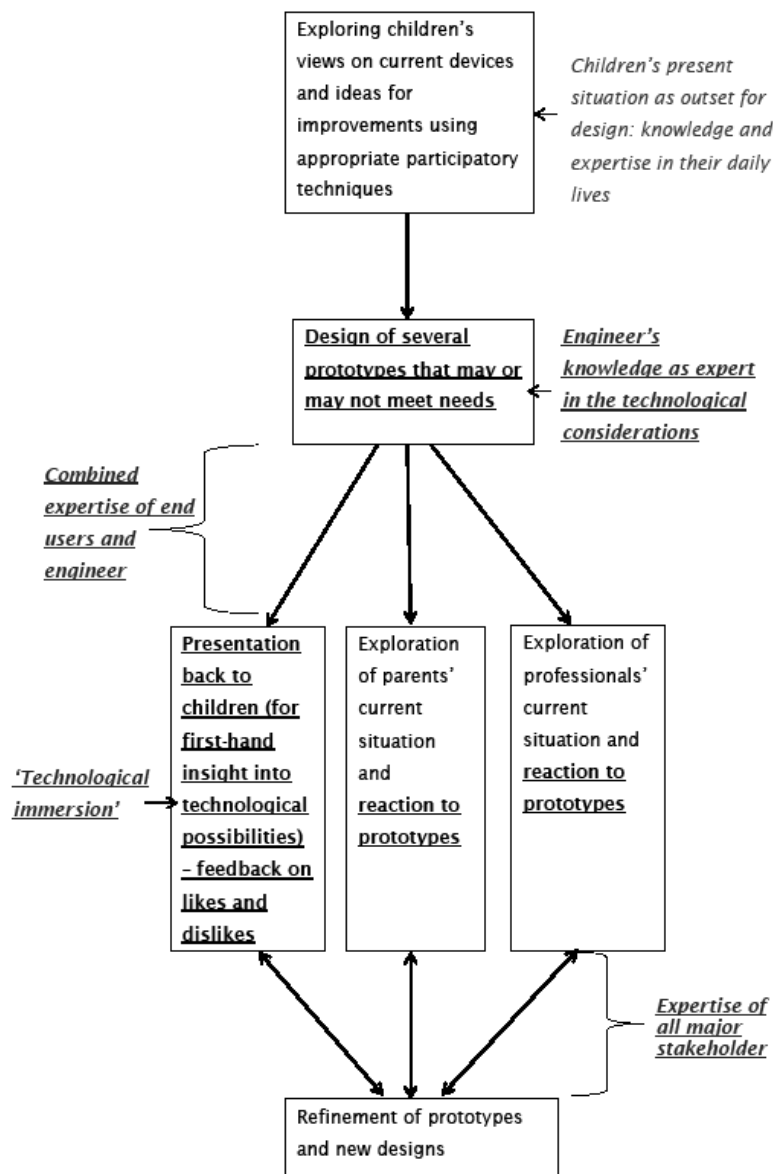 Exploring children's
views on current devices
and ideas for
improvements using
appropriate participatory
techniques
Children's present
situation as outset for
design: knowledge and
expertise in their daily
lives
Design of several
prototypes that may or
may not meet needs
Engineer's
knowledge as expert
in the technological
considerations
Combined
expertise of end
users and
engineer
Presentation
back to
children (for
first-hand
insight into
technological
possibilities)
– feedback on
likes and
dislikes
Exploration
of parents'
current
situation
and
reaction to
prototypes
Exploration of
professionals'
current
situation and
reaction to
prototypes
'Technological
immersion'
Expertise of
all major
stakeholder
Refinement of prototypes
and new designs